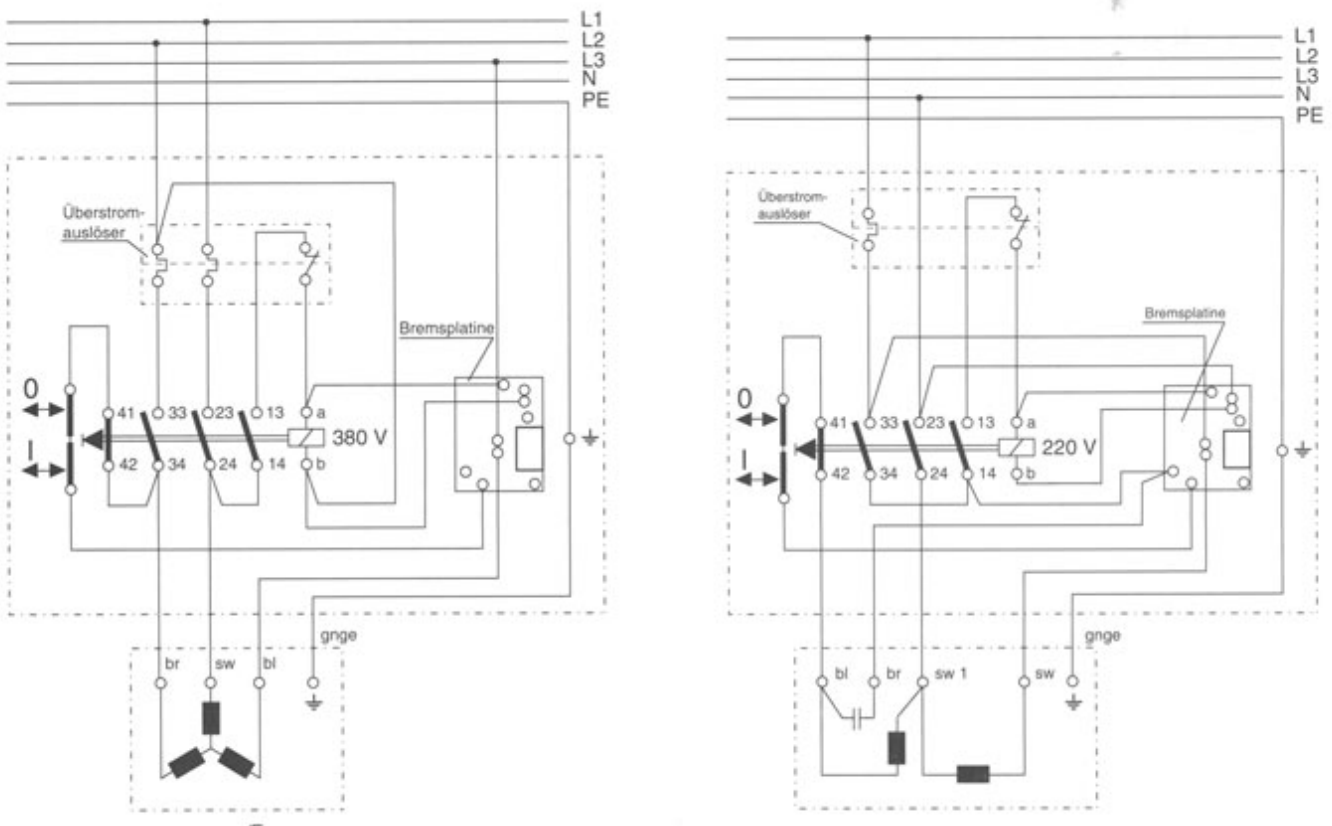 L1
L2
L3
N
PE
Überstrom-
auslöser
Bremsplatine
0
I
41 33 23 13 a
380 V
42 34 24 14 b
gnge
br sw bl
L1
L2
L3
N
PE
Überstrom-
auslöser
Bremsplatine
0
I
41 33 23 13 a
220 V
42 34 24 14 b
gnge
bl br sw 1 sw